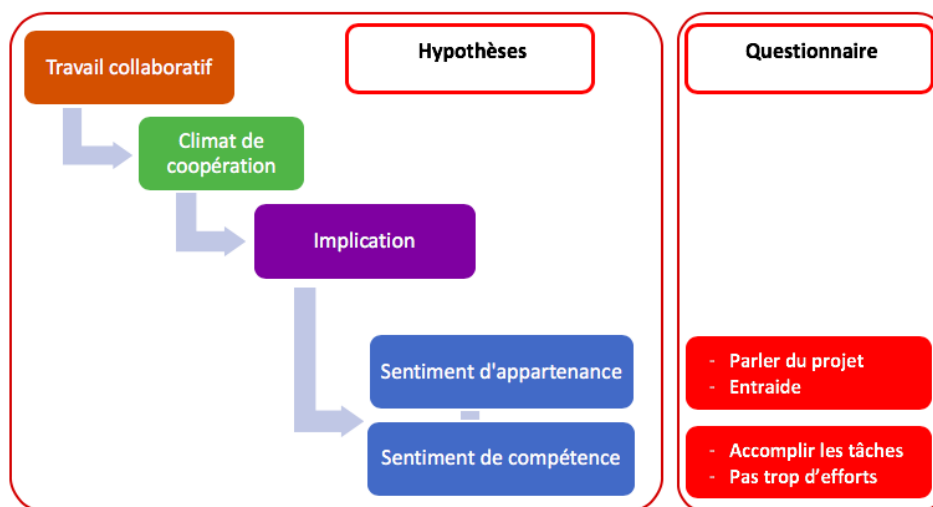 Travail collaboratif
Hypothèses
Questionnaire
Climat de
coopération
Implication
Sentiment d'appartenance
- Parler du projet
- Entraide
Sentiment de compétence
- Accomplir les tâches
- Pas trop d’efforts